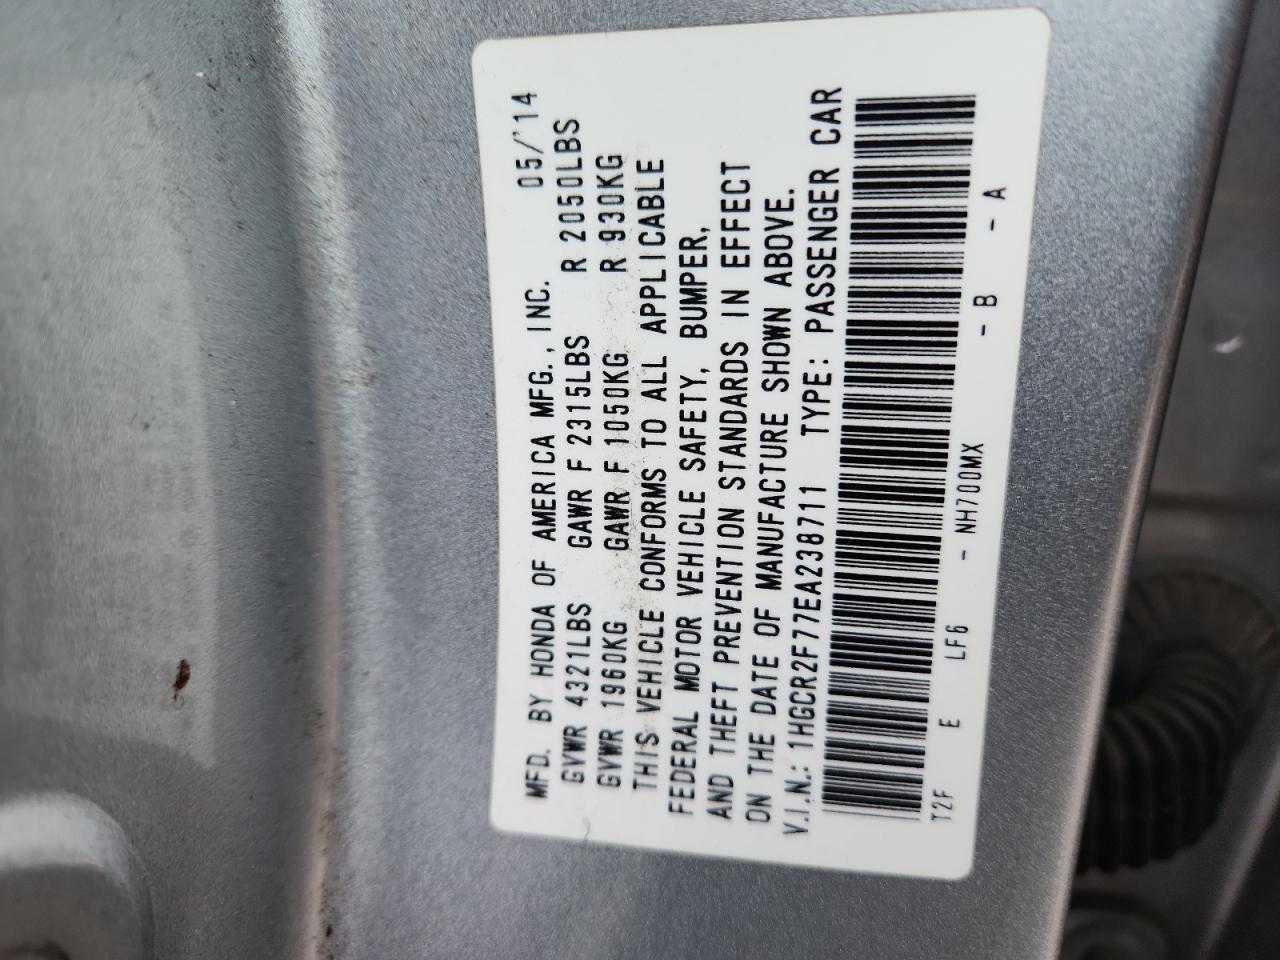 MFD. BY HONDA OF AMERICA MFG.,INC. 05/'14
GVWR 4321LBS GAWR F 2315LBS R 2050LBS
GVWR 1960KG GAWR F 1050KG R 930KG
THIS VEHICLE CONFORMS TO ALL APPLICABLE
FEDERAL MOTOR VEHICLE SAFETY, BUMPER,
AND THEFT PREVENTION STANDARDS IN EFFECT
ON THE DATE OF MANUFACTURE SHOWN ABOVE.
V.I.N.: 1HGCR2F77EA238711 TYPE: PASSENGER CAR
T2F E LF6 - NH700MX - B - A